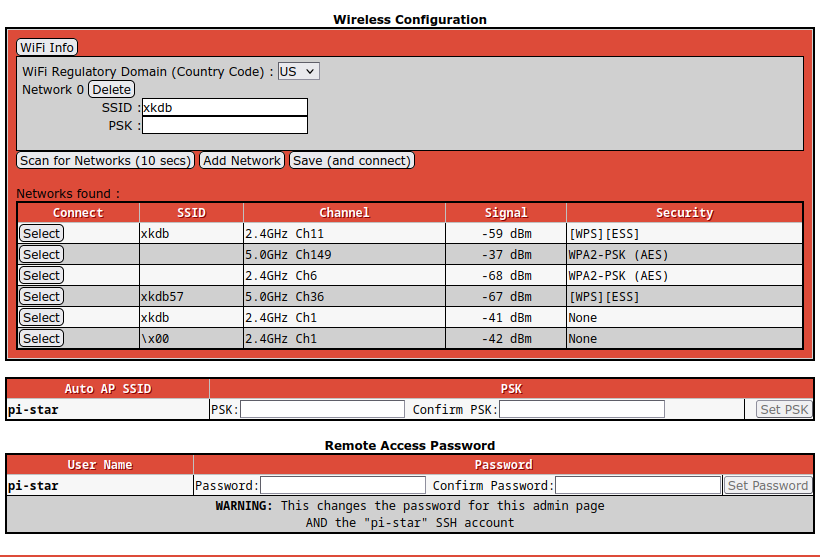 Wireless Configuration
WiFi Info
WiFi Regulatory Domain (Country Code) : US
Network 0 Delete
SSID :xkdb
PSK :
Scan for Networks (10 secs) Add Network Save (and connect)
Networks found :
Connect SSID Channel Signal Security
Select xkdb 2.4GHz Ch11 -59 dBm [WPS][ESS]
Select 5.0GHz Ch149 -37 dBm WPA2-PSK (AES)
Select 2.4GHz Ch6 -68 dBm WPA2-PSK (AES)
Select xkdb57 5.0GHz Ch36 -67 dBm [WPS][ESS]
Select xkdb 2.4GHz Ch1 -41 dBm None
Select \x00 2.4GHz Ch1 -42 dBm None
Auto AP SSID PSK
pi-star PSK: Confirm PSK: Set PSK
Remote Access Password
User Name Password
pi-star Password: Confirm Password: Set Password
WARNING: This changes the password for this admin page
AND the "pi-star" SSH account